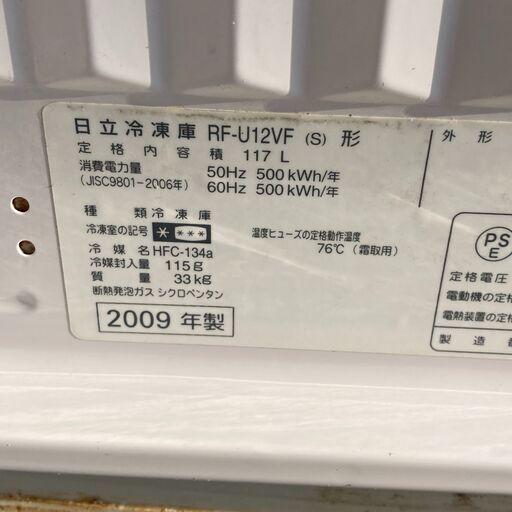 日立冷凍庫 RF-U12VF (S) 形
定格内容積 117 L
消費電力量 50Hz 500 kWh/年
(JISC9801-2006年) 60Hz 500 kWh/年
種類 冷凍庫
冷凍室の記号 * ***
冷媒名 HFC-134a
冷媒封入量 115g
質量 33kg
断熱発泡ガス シクロペンタン
2009 年製
温度ヒューズの定格動作温度
76℃ (霜取用)
外形
PS
E
定格電圧
電動機の定格
電熱装置の定格
製造番